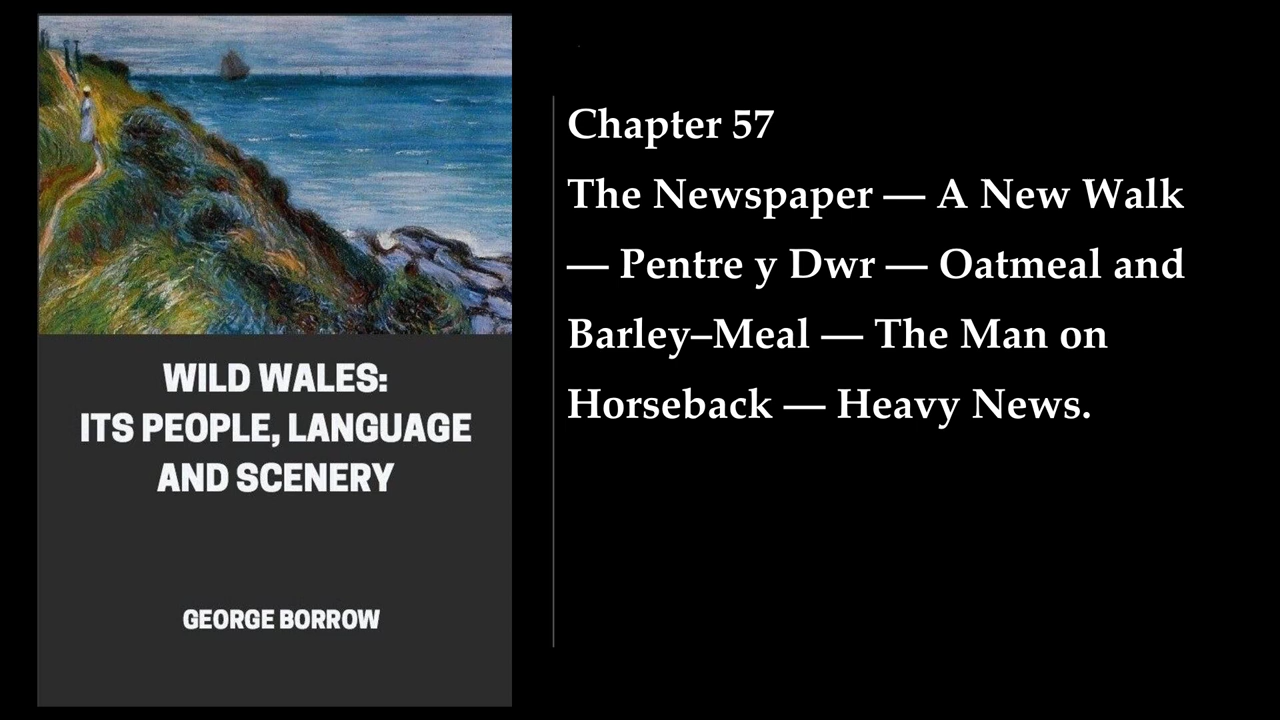 WILD WALES:
ITS PEOPLE, LANGUAGE
AND SCENERY
GEORGE BORROW
Chapter 57
The Newspaper — A New Walk
— Pentre y Dwr — Oatmeal and
Barley–Meal — The Man on
Horseback — Heavy News.